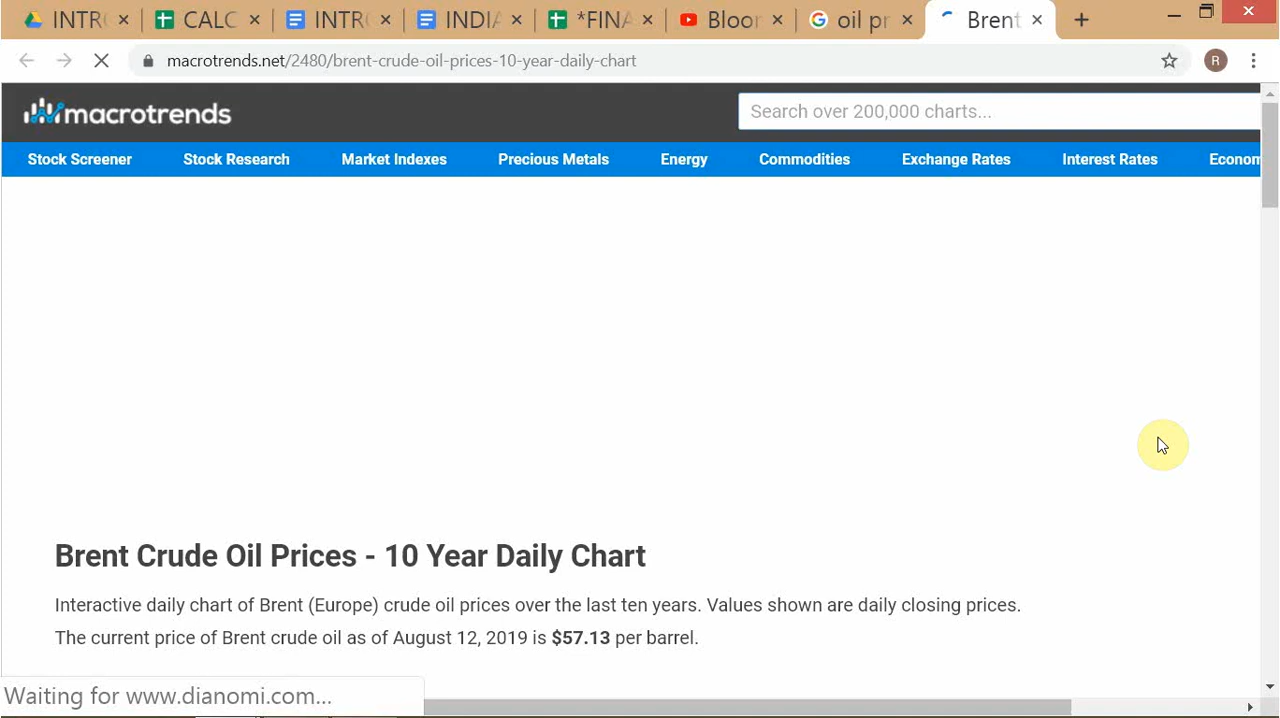 INTRO
CALC
INTRO
INDIA
*FINA
Bloor
oil pr
Brent
macrotrends.net/2480/brent-crude-oil-prices-10-year-daily-chart
R
macrotrends
Search over 200,000 charts...
Stock Screener Stock Research Market Indexes Precious Metals Energy Commodities Exchange Rates Interest Rates Econom
Brent Crude Oil Prices - 10 Year Daily Chart
Interactive daily chart of Brent (Europe) crude oil prices over the last ten years. Values shown are daily closing prices.
The current price of Brent crude oil as of August 12, 2019 is $57.13 per barrel.
Waiting for www.dianomi.com...